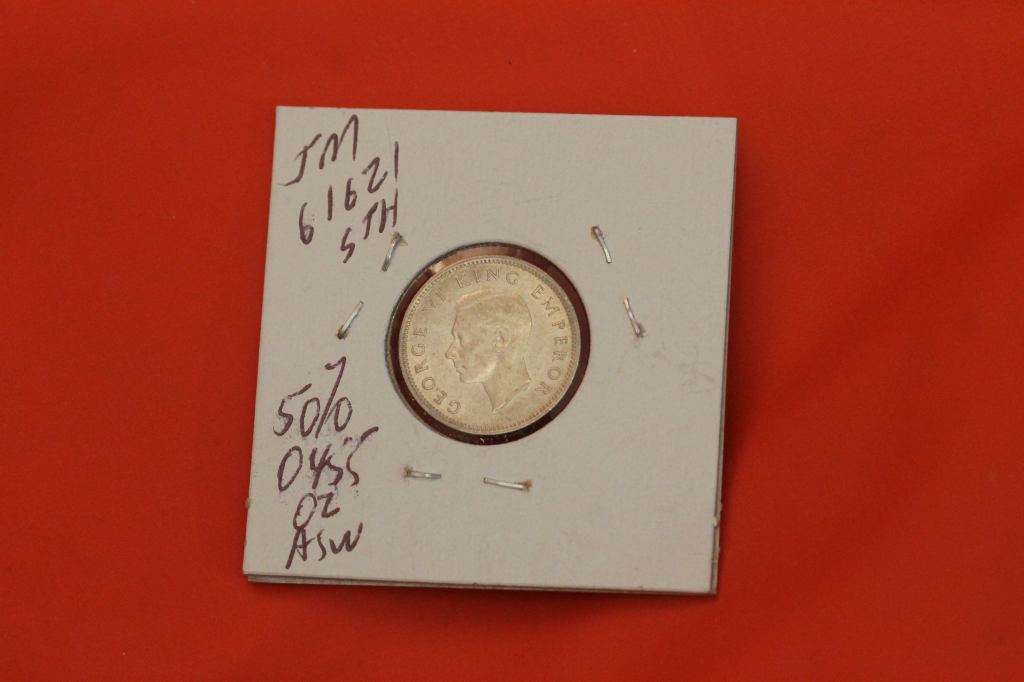 JM
61621
5TH
GEORGE VI KING EMPEROR
50%
0455
OZ
ASW